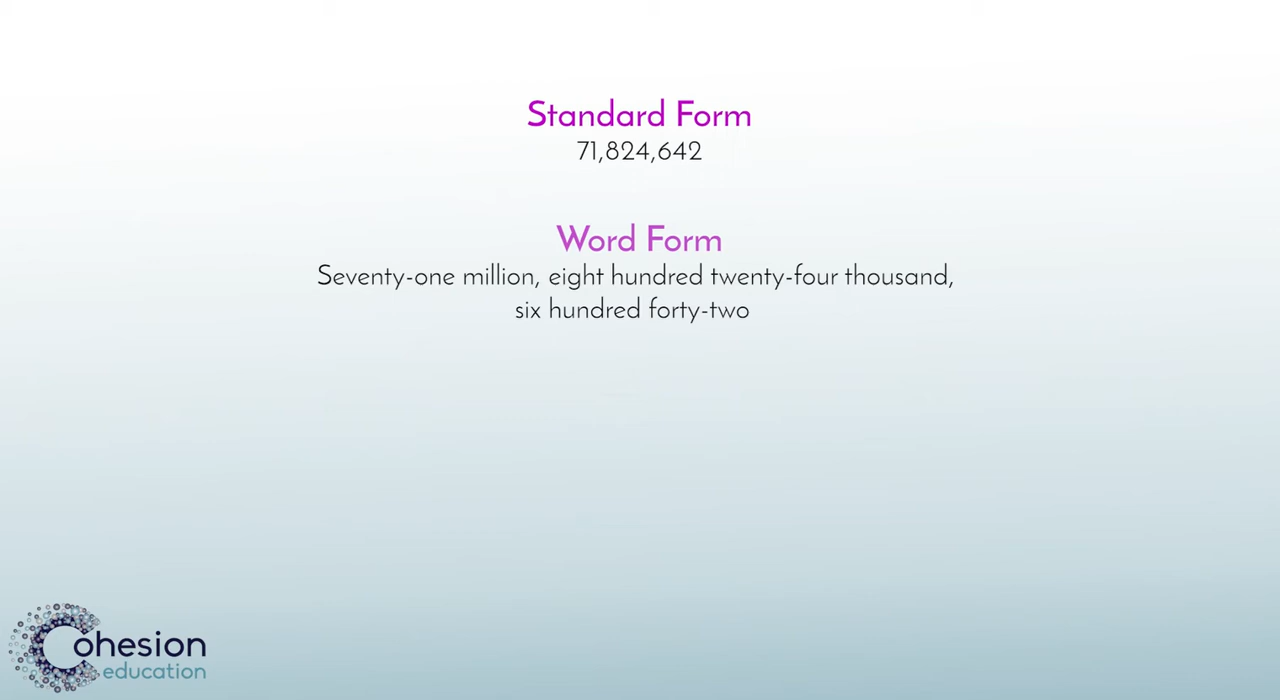 Standard Form
71,824,642
Word Form
Seventy-one million, eight hundred twenty-four thousand,
six hundred forty-two
Cohesion
education